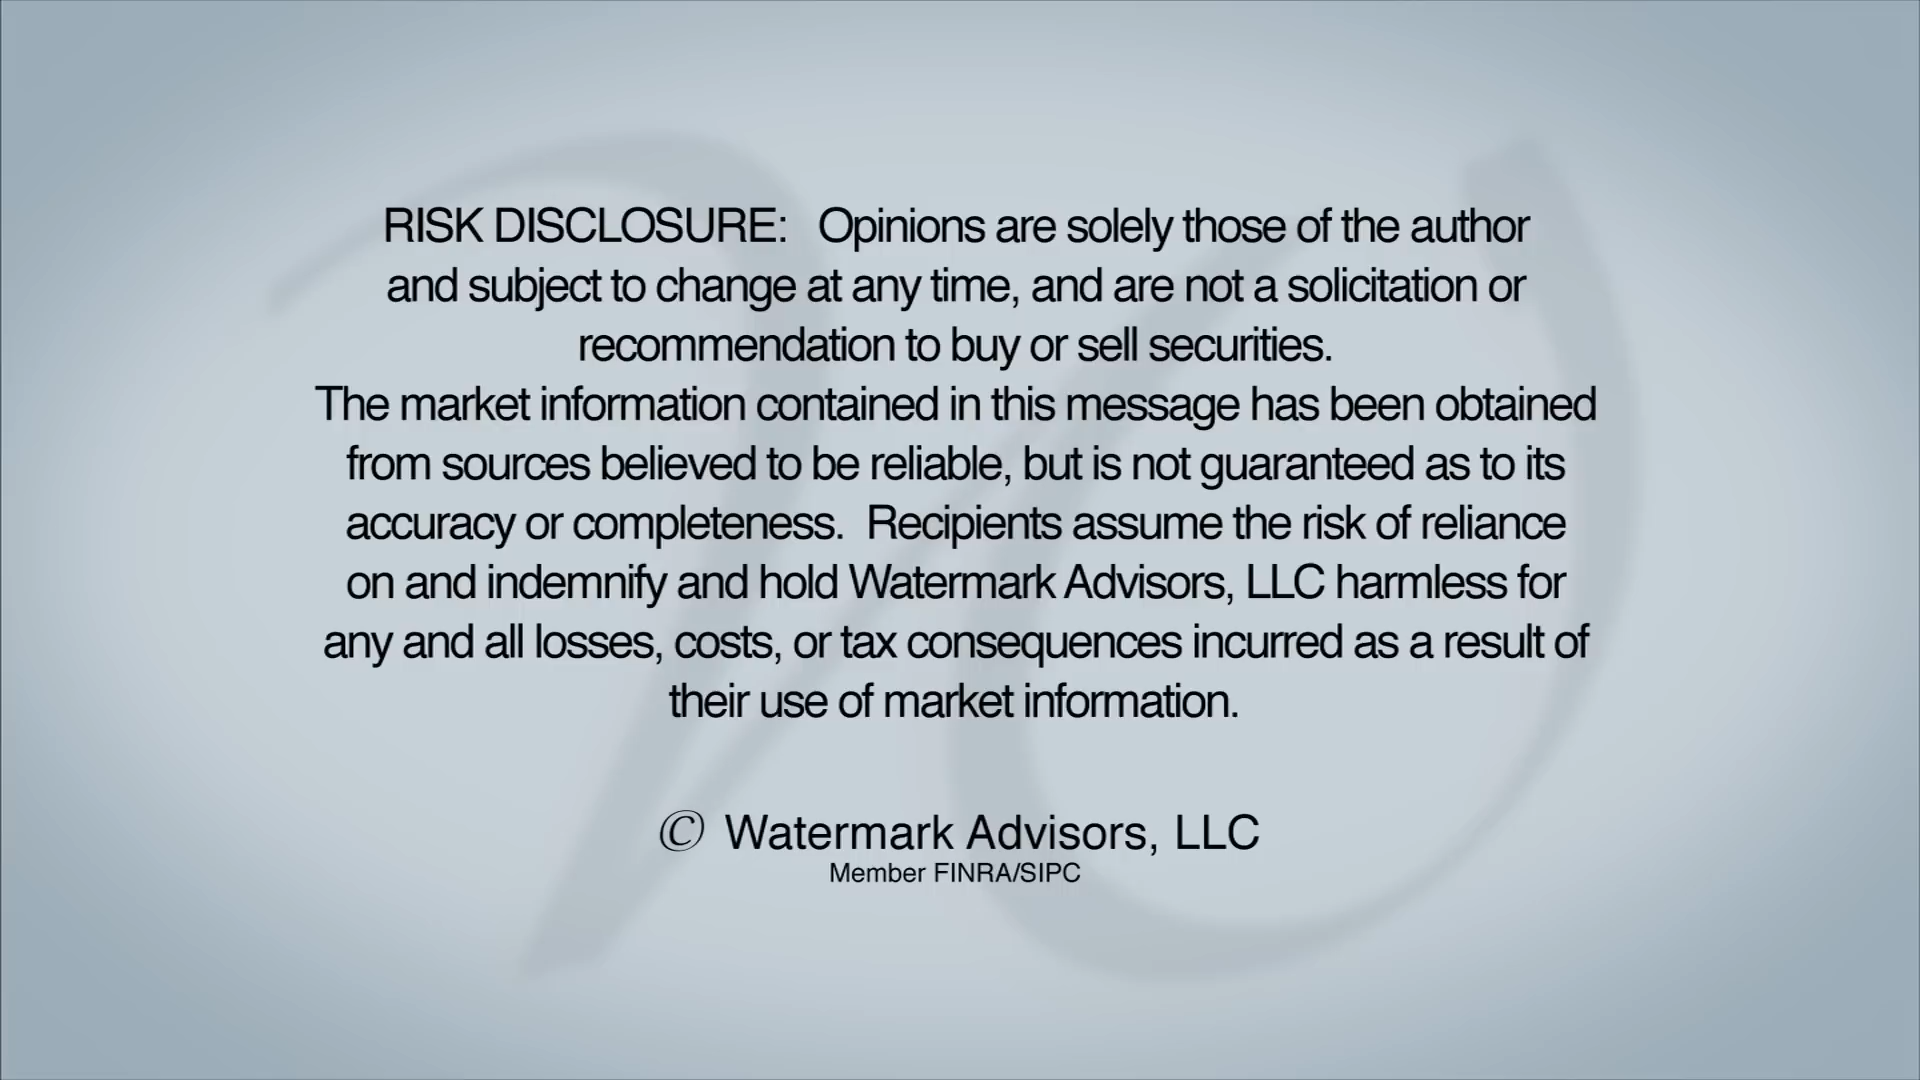 RISK DISCLOSURE: Opinions are solely those of the author
and subject to change at any time, and are not a solicitation or
recommendation to buy or sell securities.
The market information contained in this message has been obtained
from sources believed to be reliable, but is not guaranteed as to its
accuracy or completeness. Recipients assume the risk of reliance
on and indemnify and hold Watermark Advisors, LLC harmless for
any and all losses, costs, or tax consequences incurred as a result of
their use of market information.
© Watermark Advisors, LLC
Member FINRA/SIPC